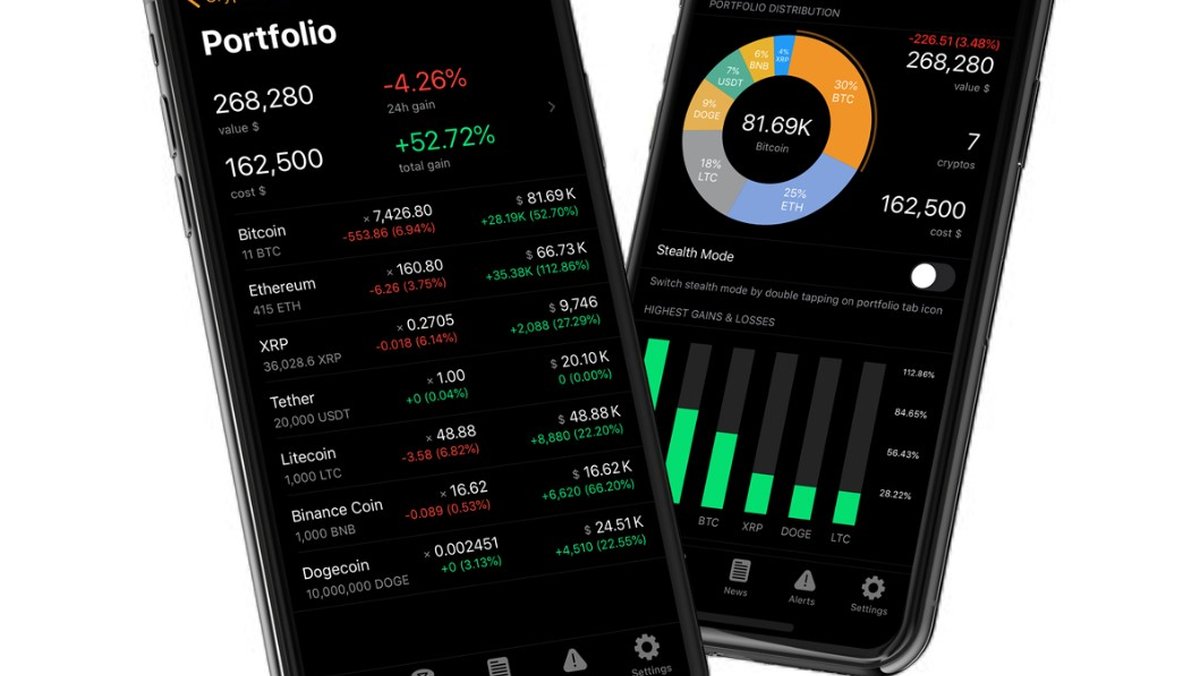 Portfolio
268,280
value $
-4.26%
24h gain
162,500
cost $
+52.72%
total gain
Bitcoin
11 BTC
× 7,426.80
-553.86 (6.94%)
$ 81.69 K
+28.19K (52.70%)
Ethereum
415 ETH
× 160.80
-6.26 (3.75%)
$ 66.73 K
+35.38K (112.86%)
XRP
36,028.6 XRP
× 0.2705
-0.018 (6.14%)
$ 9,746
+2,088 (27.29%)
Tether
20,000 USDT
× 1.00
+0 (0.04%)
$ 20.10 K
0 (0.00%)
Litecoin
1,000 LTC
× 48.88
-3.58 (6.82%)
$ 48.88 K
+8,880 (22.20%)
Binance Coin
1,000 BNB
× 16.62
-0.089 (0.53%)
$ 16.62 K
+6,620 (66.20%)
Dogecoin
10,000,000 DOGE
× 0.002451
+0 (3.13%)
$ 24.51 K
+4,510 (22.55%)
Settings
PORTFOLIO DISTRIBUTION
-226.51 (3.48%)
268,280
value $
7
cryptos
162,500
cost $
4%
XRP
6%
BNB
7%
USDT
9%
DOGE
18%
LTC
25%
ETH
30%
BTC
81.69K
Bitcoin
Stealth Mode
Switch stealth mode by double tapping on portfolio tab icon
HIGHEST GAINS & LOSSES
112.86%
84.65%
56.43%
28.22%
BTC
XRP
DOGE
LTC
News
Alerts
Settings